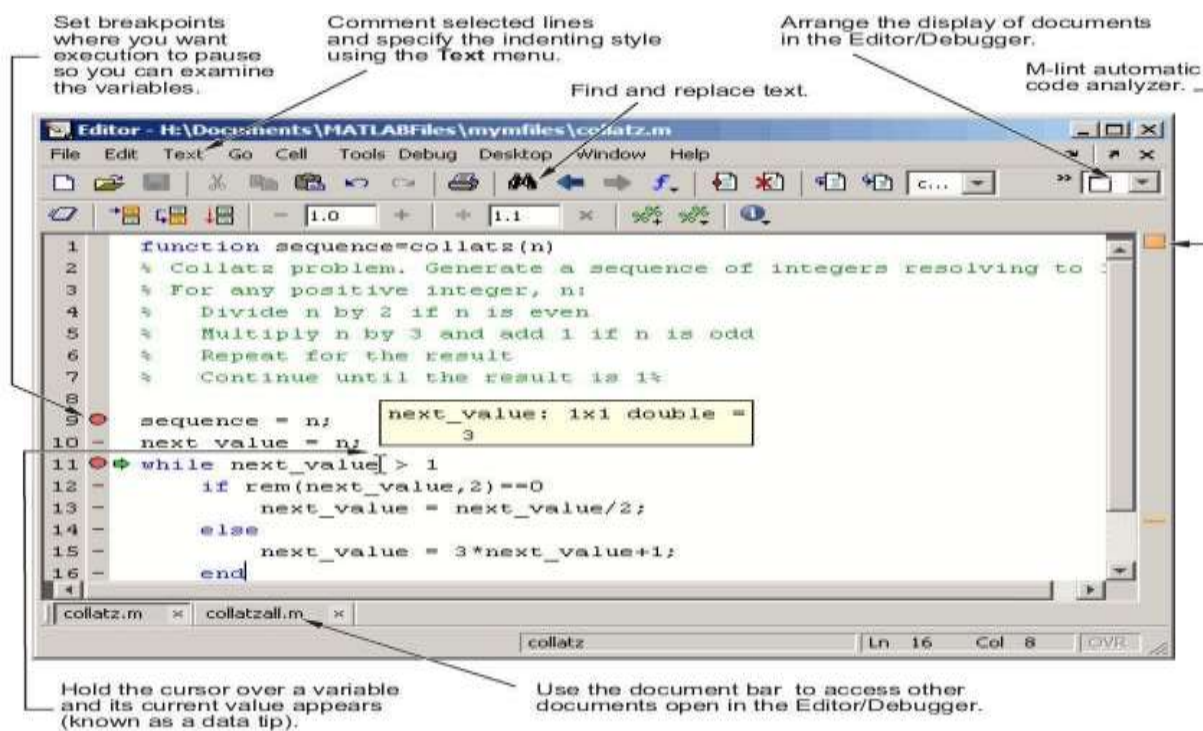 Set breakpoints
where you want
execution to pause
so you can examine
the variables.
Comment selected lines
and specify the indenting style
using the Text menu.
Find and replace text.
Arrange the display of documents
in the Editor/Debugger.
M-lint automatic
code analyzer.
Editor - H:\Documents\MATLABFiles\mymfiles\collatz.m
File Edit Text Go Cell Tools Debug Desktop Window Help
c...
1.0 1.1
1 function sequence=collatz(n)
2 % Collatz problem. Generate a sequence of integers resolving to
3 % For any positive integer, n:
4 % Divide n by 2 if n is even
5 % Multiply n by 3 and add 1 if n is odd
6 % Repeat for the result
7 % Continue until the result is 1%
8
9 sequence = n;
next_value: 1x1 double =
3
10 - next_value = n;
11 while next_value > 1
12 - if rem(next_value,2)==0
13 - next_value = next_value/2;
14 - else
15 - next_value = 3*next_value+1;
16 - end
collatz.m × collatzall.m ×
collatz Ln 16 Col 8 OVR
Hold the cursor over a variable
and its current value appears
(known as a data tip).
Use the document bar to access other
documents open in the Editor/Debugger.